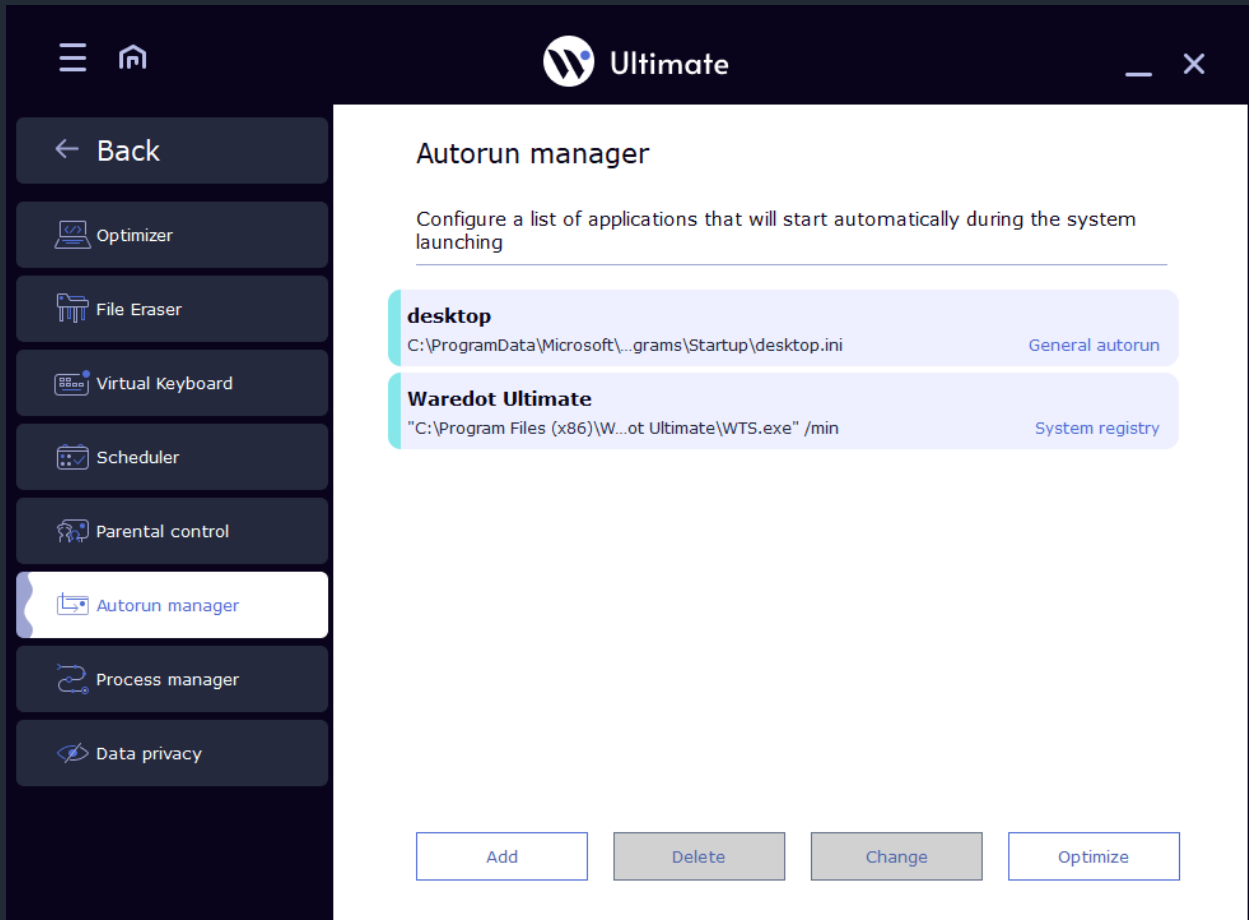 Ultimate
Back
Optimizer
File Eraser
Virtual Keyboard
Scheduler
Parental control
Autorun manager
Process manager
Data privacy
Autorun manager
Configure a list of applications that will start automatically during the system
launching
desktop
C:\ProgramData\Microsoft\...grams\Startup\desktop.ini
General autorun
Waredot Ultimate
"C:\Program Files (x86)\W...ot Ultimate\WTS.exe" /min
System registry
Add
Delete
Change
Optimize